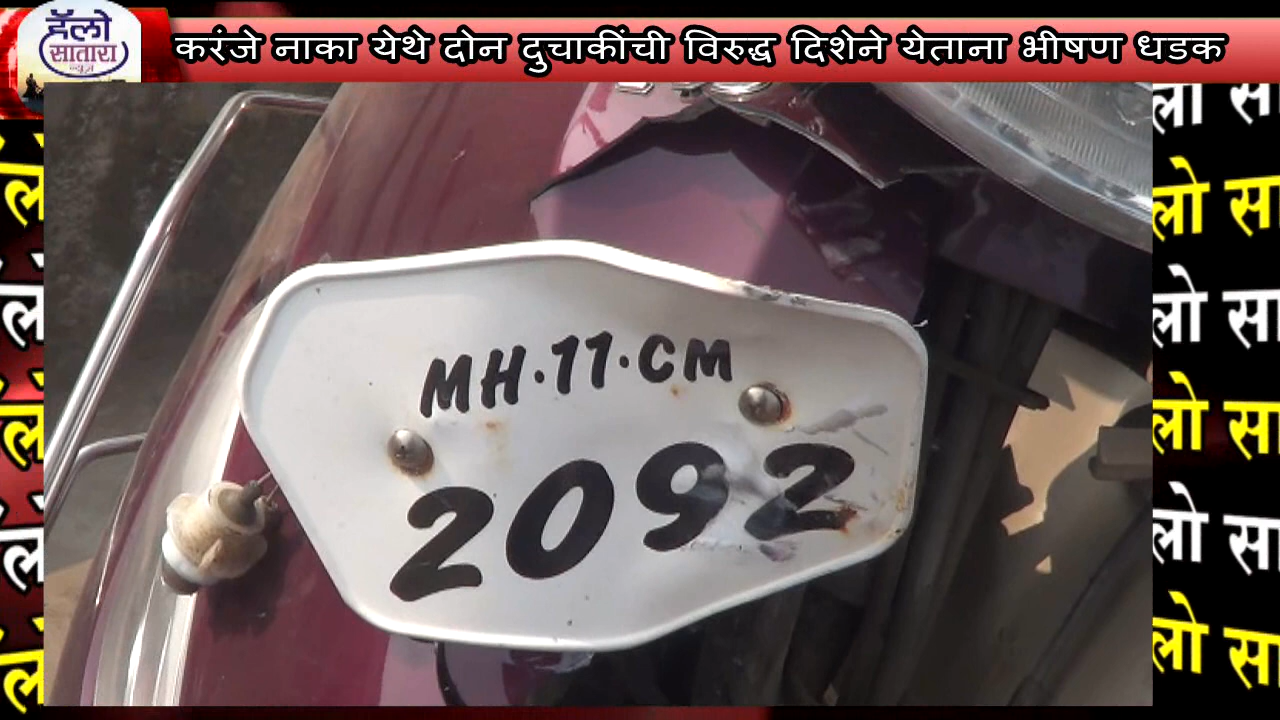 हॅलो
सातारा
न्यूज
करंजे नाका येथे दोन दुचाकींची विरुद्ध दिशेने येताना भीषण धडक
MH·11·CM
2092
ल
ल
ल
ल
ल
लो सा
लो सा
लो सा
लो सा
लो सा
लो सा